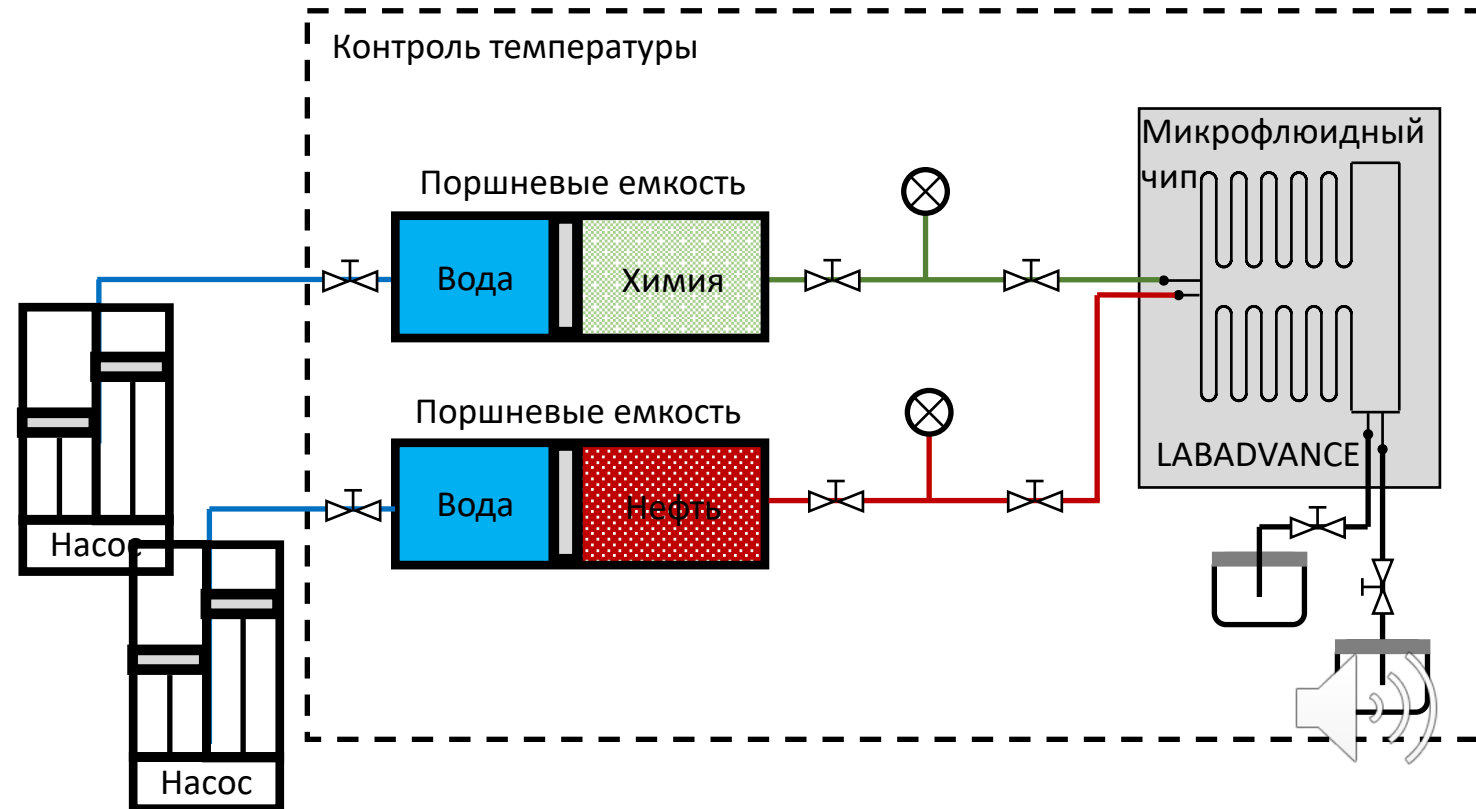 Контроль температуры
Поршневые емкость
Вода
Химия
Микрофлюидный
чип
LABADVANCE
Поршневые емкость
Вода
Нефть
Насос
Насос